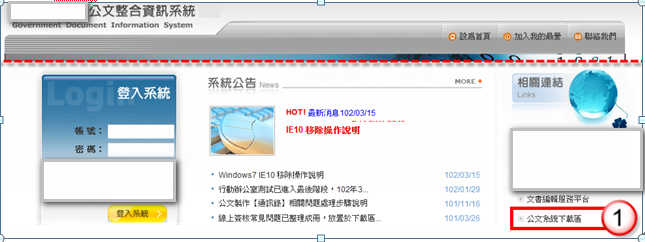 公文整合資訊系統
Government Document Information System
設為首頁 加入我的最愛 聯絡我們
Login 登入系統
帳號：
密碼：
登入系統
系統公告 News
MORE
HOT! 最新消息102/03/15
IE10 移除操作說明
Windows7 IE10 移除操作說明 102/03/15
行動辦公室測試已進入最後階段，102年3... 102/01/29
公文製作【通訊錄】相關問題處理步驟說明 101/11/16
線上簽核常見問題已整理成冊，放置於下載區... 101/03/26
相關連結
Links
文書編輯服務平台
公文系統下載區
1